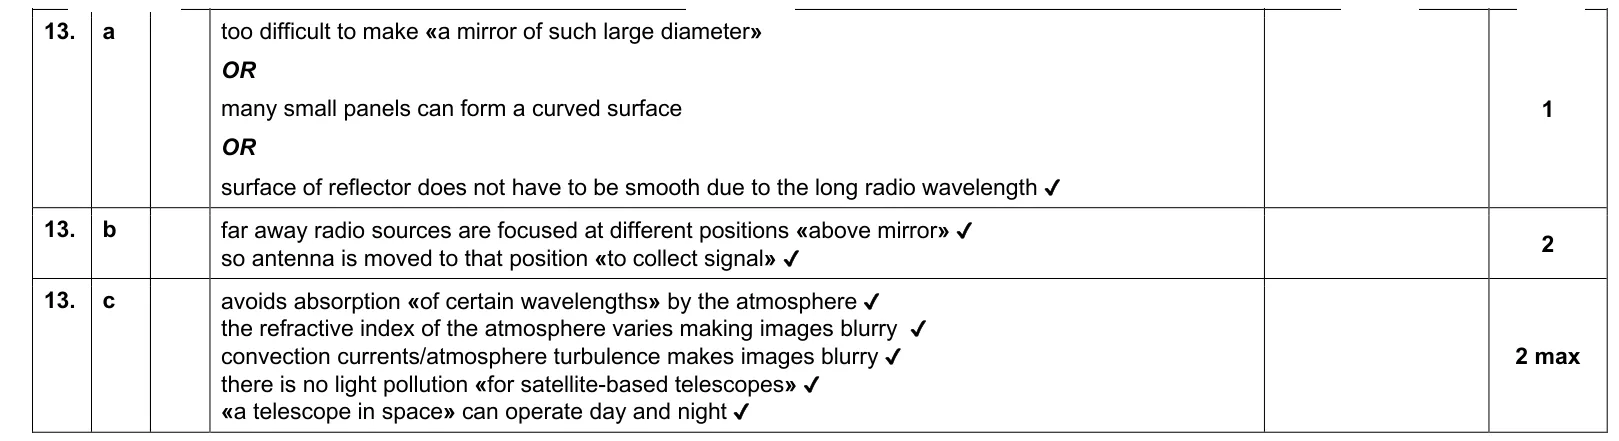 13. a too difficult to make «a mirror of such large diameter»
OR
many small panels can form a curved surface 1
OR
surface of reflector does not have to be smooth due to the long radio wavelength ✓
13. b far away radio sources are focused at different positions «above mirror» ✓
so antenna is moved to that position «to collect signal» ✓ 2
13. c avoids absorption «of certain wavelengths» by the atmosphere ✓
the refractive index of the atmosphere varies making images blurry ✓
convection currents/atmosphere turbulence makes images blurry ✓ 2 max
there is no light pollution «for satellite-based telescopes» ✓
«a telescope in space» can operate day and night ✓